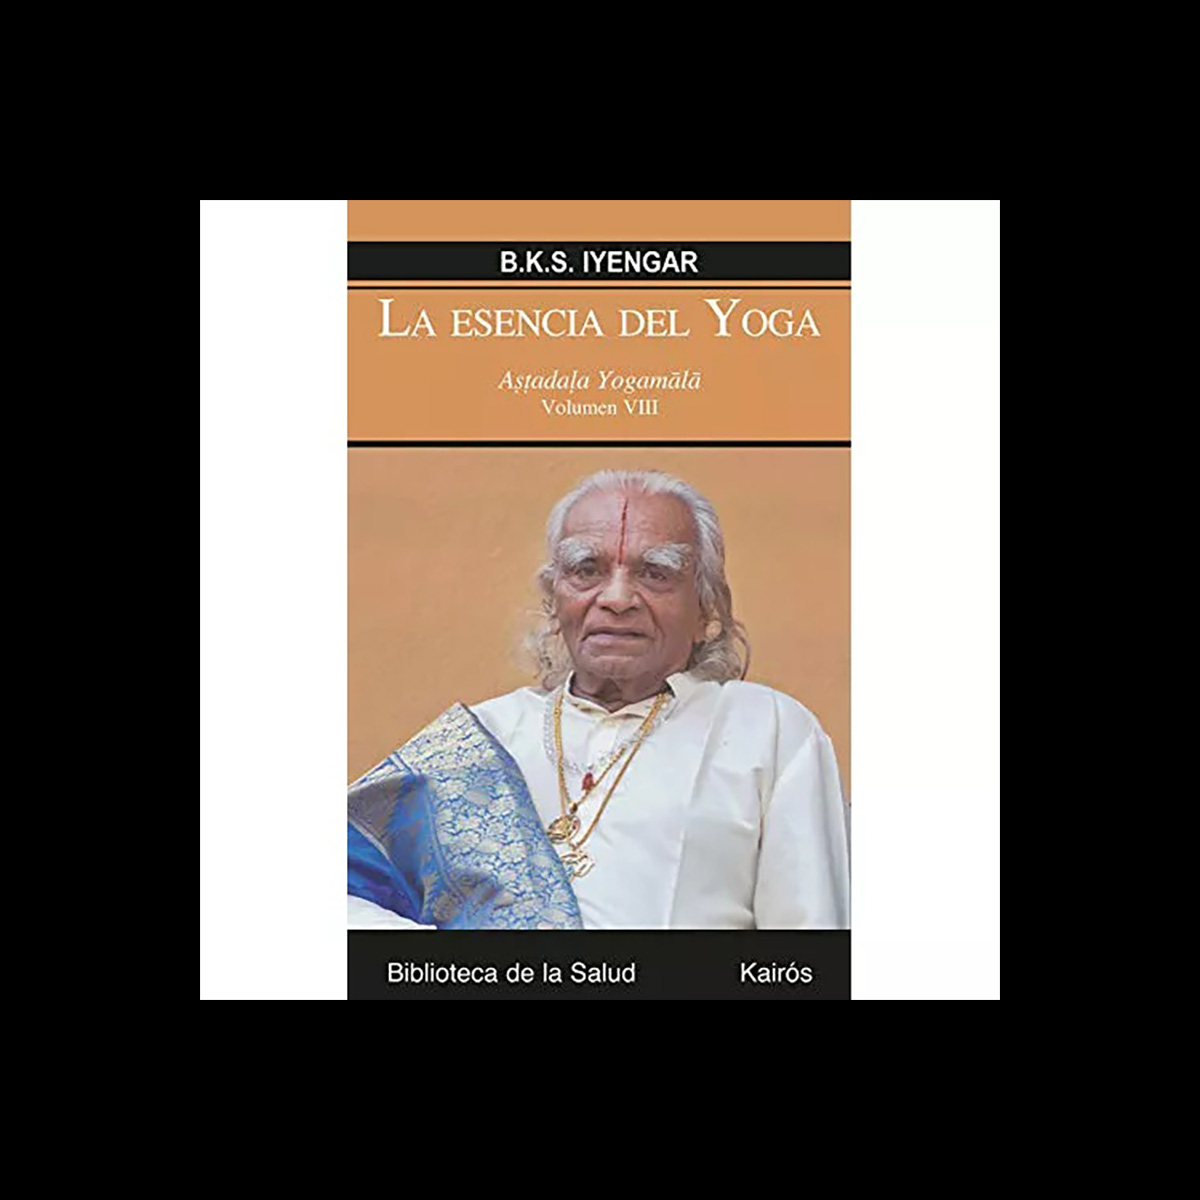 B.K.S. IYENGAR
LA ESENCIA DEL YOGA
Aṣṭadaḷa Yogamālā
Volumen VIII
Biblioteca de la Salud Kairós